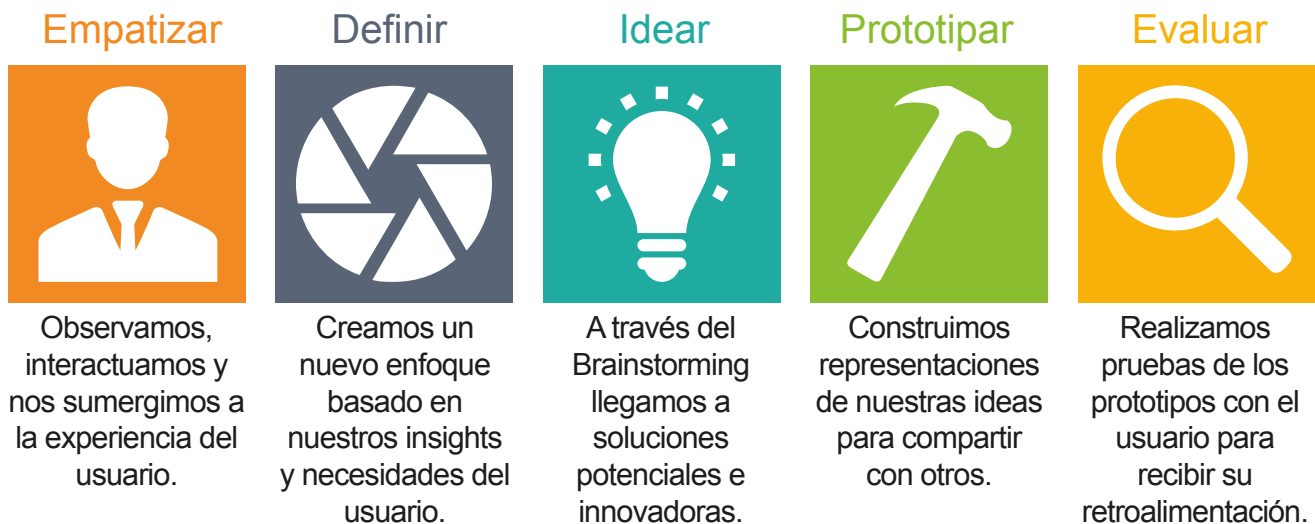 Empatizar
Observamos,
interactuamos y
nos sumergimos a
la experiencia del
usuario.
Definir
Creamos un
nuevo enfoque
basado en
nuestros insights
y necesidades del
usuario.
Idear
A través del
Brainstorming
llegamos a
soluciones
potenciales e
innovadoras.
Prototipar
Construimos
representaciones
de nuestras ideas
para compartir
con otros.
Evaluar
Realizamos
pruebas de los
prototipos con el
usuario para
recibir su
retroalimentación.